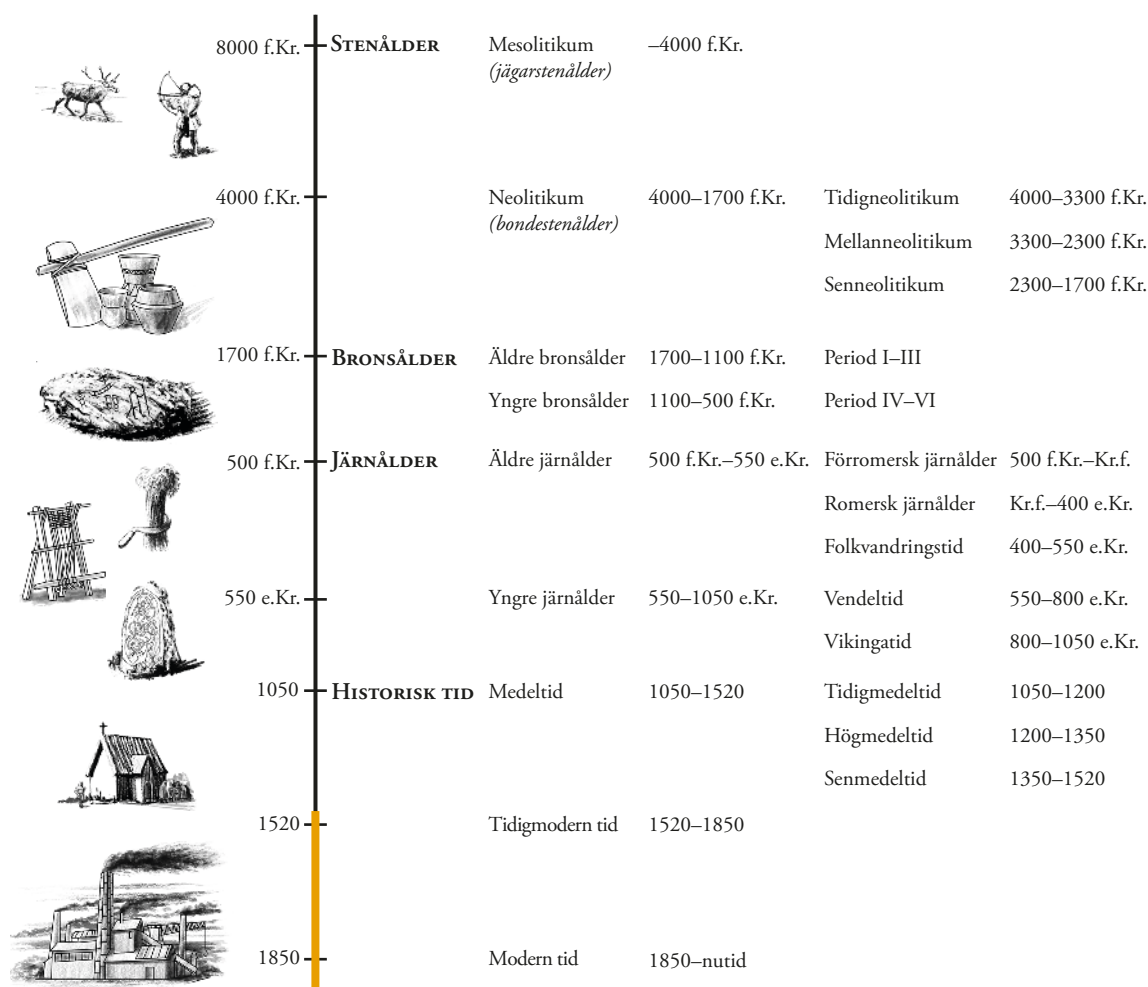 8000 f.Kr. STENÅLDER Mesolitikum –4000 f.Kr.
(jägarstenålder)
4000 f.Kr. Neolitikum 4000–1700 f.Kr. Tidigneolitikum 4000–3300 f.Kr.
(bondestenålder)
Mellanneolitikum 3300–2300 f.Kr.
Senneolitikum 2300–1700 f.Kr.
1700 f.Kr. BRONSÅLDER Äldre bronsålder 1700–1100 f.Kr. Period I–III
Yngre bronsålder 1100–500 f.Kr. Period IV–VI
500 f.Kr. JÄRNÅLDER Äldre järnålder 500 f.Kr.–550 e.Kr. Förromersk järnålder 500 f.Kr.–Kr.f.
Romersk järnålder Kr.f.–400 e.Kr.
Folkvandringstid 400–550 e.Kr.
550 e.Kr. Yngre järnålder 550–1050 e.Kr. Vendeltid 550–800 e.Kr.
Vikingatid 800–1050 e.Kr.
1050 HISTORISK TID Medeltid 1050–1520 Tidigmedeltid 1050–1200
Högmedeltid 1200–1350
Senmedeltid 1350–1520
1520 Tidigmodern tid 1520–1850
1850 Modern tid 1850–nutid